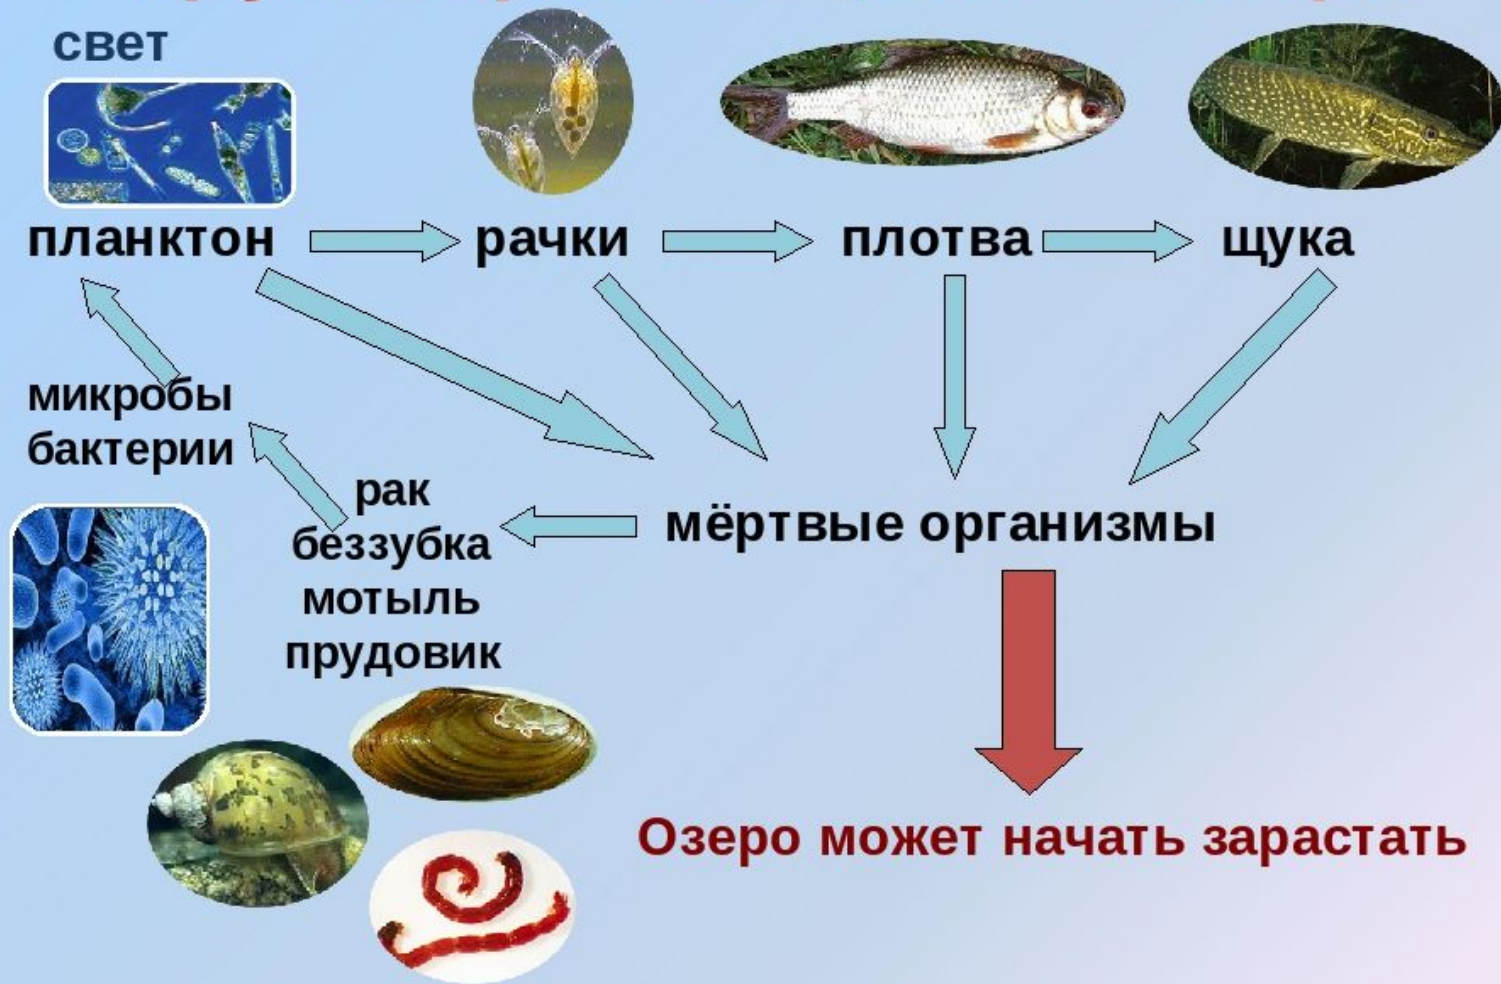 свет
планктон
рачки
плотва
щука
микробы
бактерии
рак
беззубка
мотыль
прудовик
мёртвые организмы
Озеро может начать зарастать